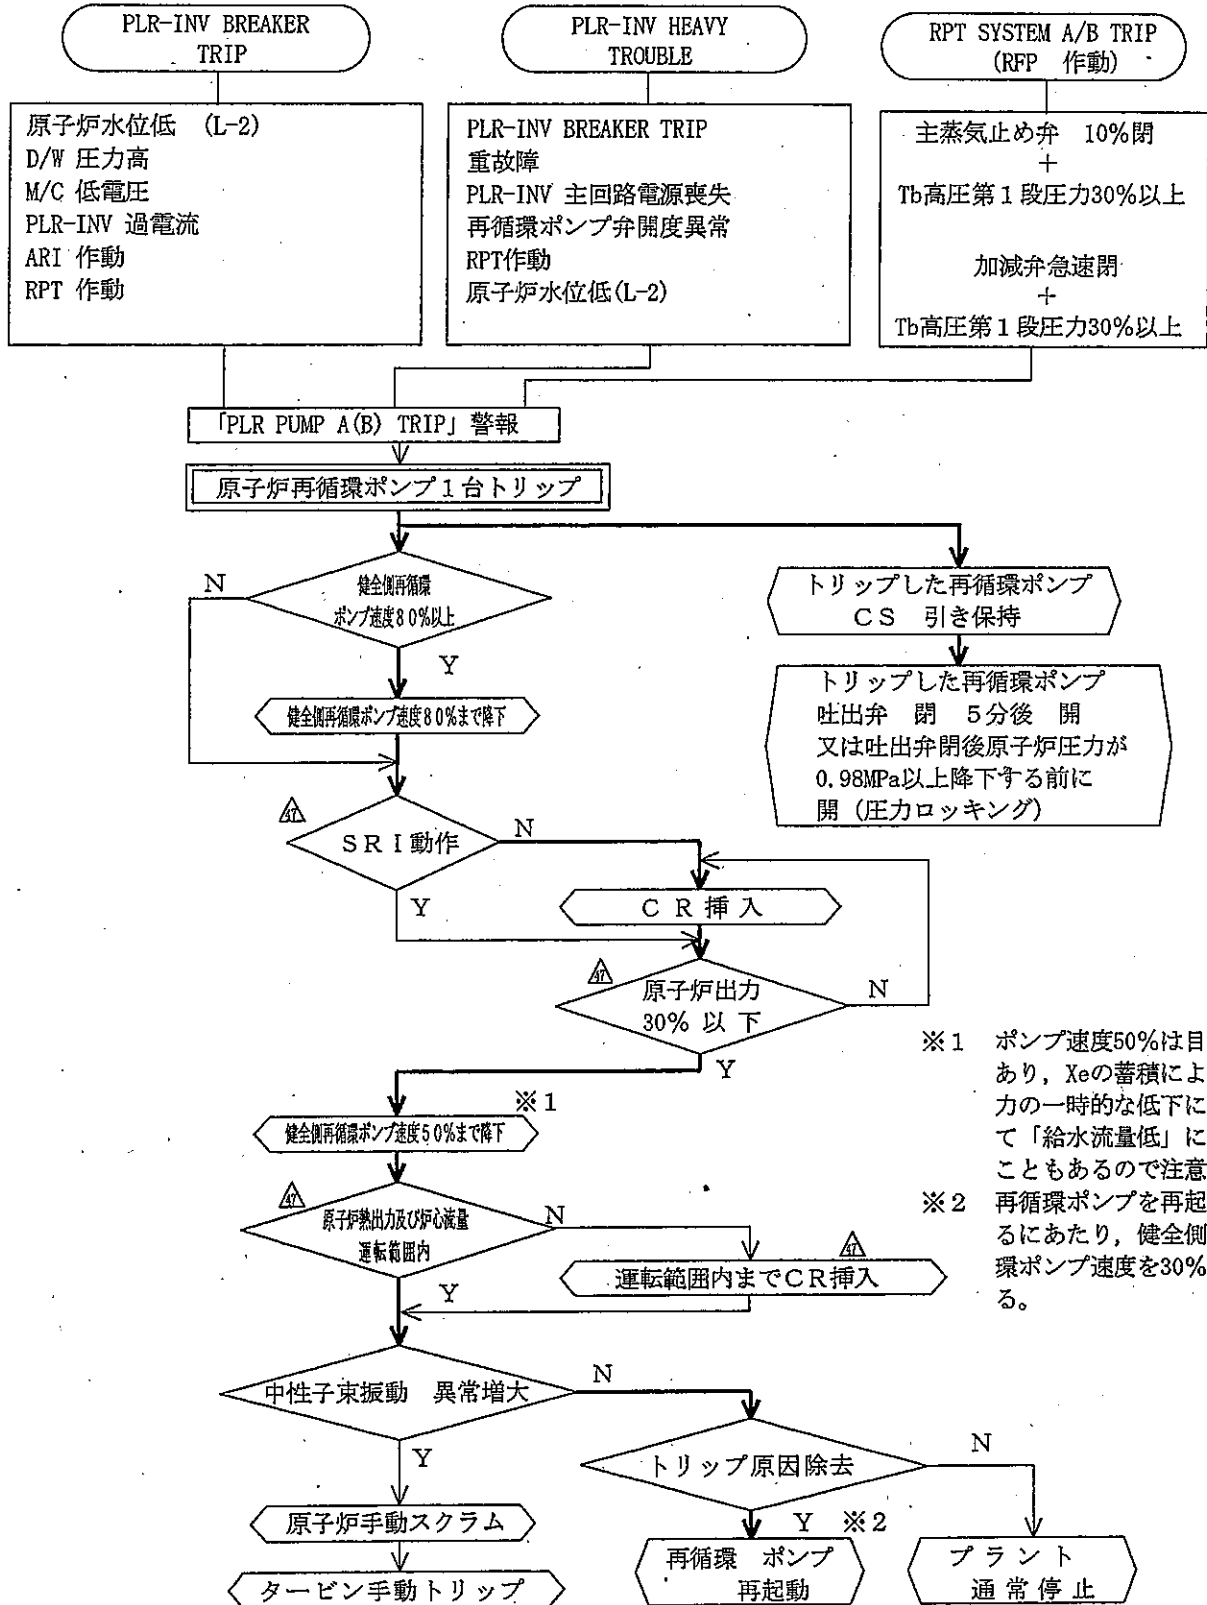 PLR-INV BREAKER
TRIP
PLR-INV HEAVY
TROUBLE
RPT SYSTEM A/B TRIP
(RFP 作動)
原子炉水位低 (L-2)
D/W 圧力高
M/C 低電圧
PLR-INV 過電流
ARI 作動
RPT 作動
PLR-INV BREAKER TRIP
重故障
PLR-INV 主回路電源喪失
再循環ポンプ弁開度異常
RPT作動
原子炉水位低(L-2)
主蒸気止め弁 10%閉
+
Tb高圧第1段圧力30%以上
加減弁急速閉
+
Tb高圧第1段圧力30%以上
「PLR PUMP A(B) TRIP」警報
原子炉再循環ポンプ1台トリップ
N
健全側再循環
ポンプ速度80%以上
Y
健全側再循環ポンプ速度80%まで降下
トリップした再循環ポンプ
CS 引き保持
トリップした再循環ポンプ
吐出弁 閉 5分後 開
又は吐出弁閉後原子炉圧力が
0.98MPa以上降下する前に
開(圧力ロッキング)
47
SRI動作
N
Y
CR挿入
47
原子炉出力
30%以下
N
Y
※1
健全側再循環ポンプ速度50%まで降下
47
原子炉熱出力及び炉心流量
運転範囲内
N
Y
47
運転範囲内までCR挿入
※1 ポンプ速度50%は目
あり，Xeの蓄積によ
力の一時的な低下に
て「給水流量低」に
こともあるので注意
※2 再循環ポンプを再起
るにあたり，健全側
環ポンプ速度を30%
る。
中性子束振動 異常増大
N
Y
トリップ原因除去
N
Y ※2
原子炉手動スクラム
タービン手動トリップ
再循環 ポンプ
再起動
プラント
通常停止